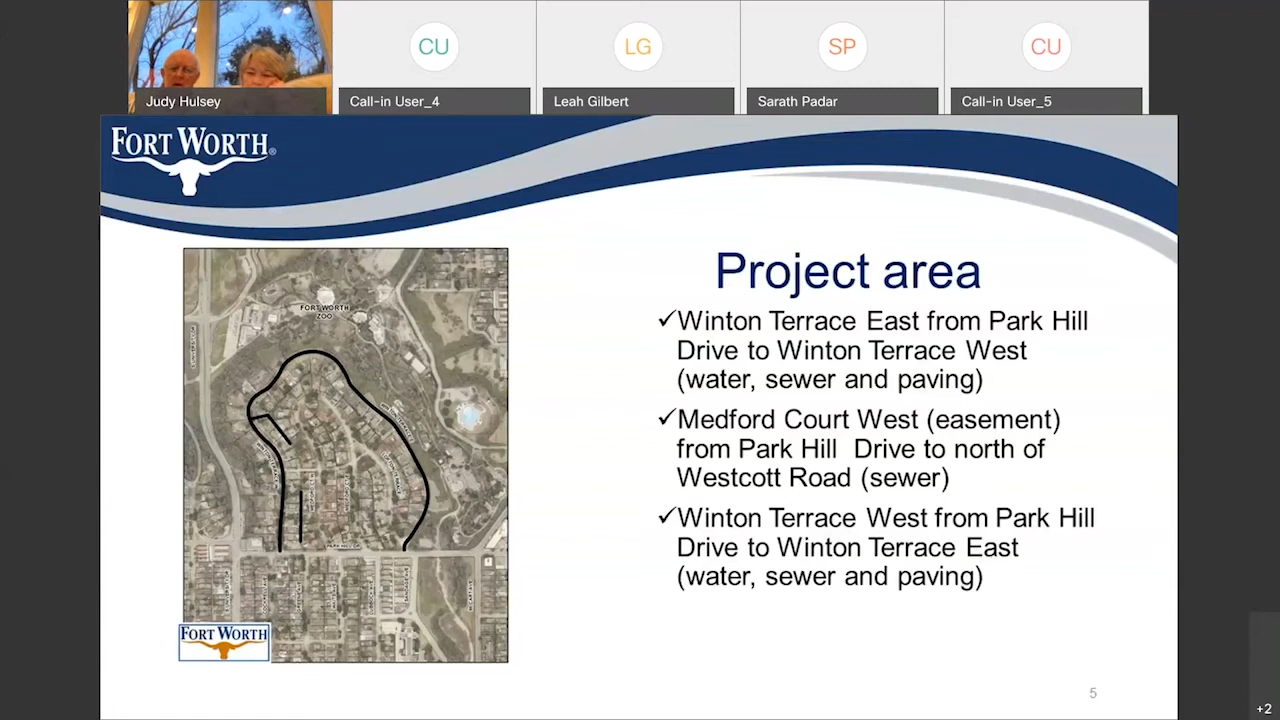 CU
LG
SP
CU
Judy Hulsey
Call-in User_4
Leah Gilbert
Sarath Padar
Call-in User_5
FORT WORTH®
Project area
✓Winton Terrace East from Park Hill
Drive to Winton Terrace West
(water, sewer and paving)
✓Medford Court West (easement)
from Park Hill Drive to north of
Westcott Road (sewer)
✓Winton Terrace West from Park Hill
Drive to Winton Terrace East
(water, sewer and paving)
FORT WORTH
ZOO
PARK HILL DR
FORT WORTH
5
+2